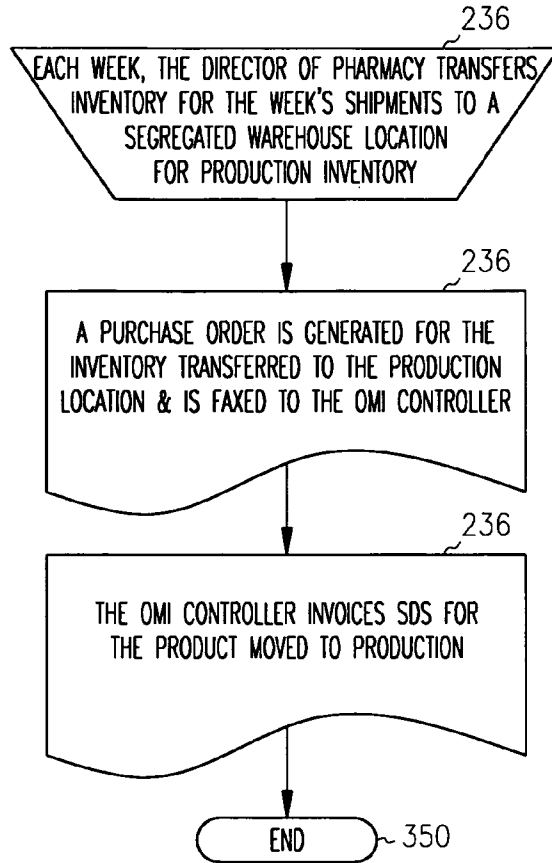 236
EACH WEEK, THE DIRECTOR OF PHARMACY TRANSFERS
INVENTORY FOR THE WEEK'S SHIPMENTS TO A
SEGREGATED WAREHOUSE LOCATION
FOR PRODUCTION INVENTORY
236
A PURCHASE ORDER IS GENERATED FOR THE
INVENTORY TRANSFERRED TO THE PRODUCTION
LOCATION & IS FAXED TO THE OMI CONTROLLER
236
THE OMI CONTROLLER INVOICES SDS FOR
THE PRODUCT MOVED TO PRODUCTION
END
350